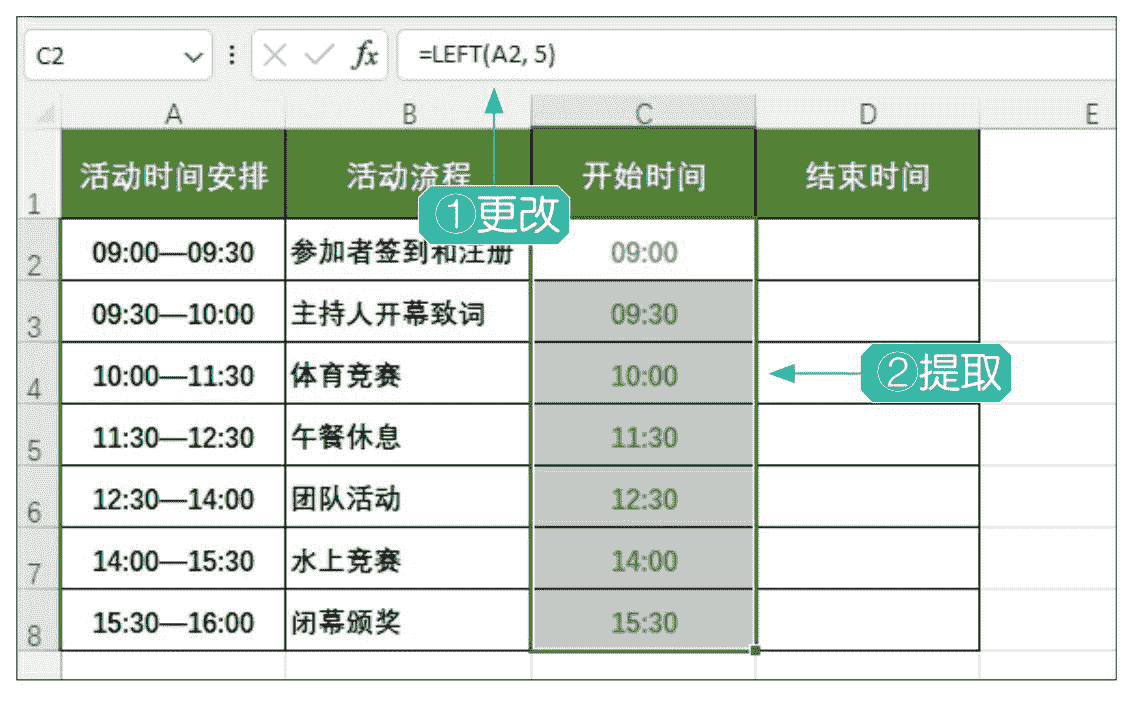 C2 fx =LEFT(A2, 5)
A B C D E
1 活动时间安排 活动流程 开始时间 结束时间
①更改
2 09:00—09:30 参加者签到和注册 09:00
3 09:30—10:00 主持人开幕致词 09:30
4 10:00—11:30 体育竞赛 10:00
②提取
5 11:30—12:30 午餐休息 11:30
6 12:30—14:00 团队活动 12:30
7 14:00—15:30 水上竞赛 14:00
8 15:30—16:00 闭幕颁奖 15:30